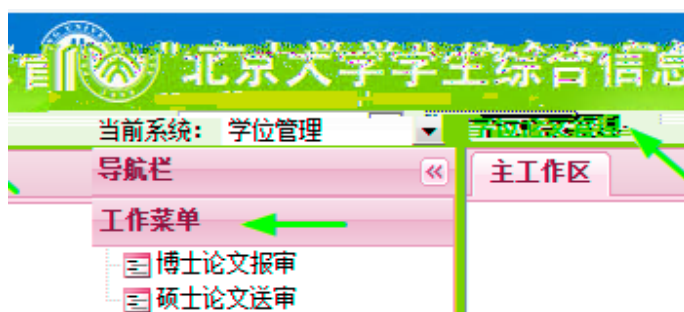 北京大学学生综合信息
当前系统： 学位管理
导航栏
主工作区
工作菜单
博士论文报审
硕士论文送审